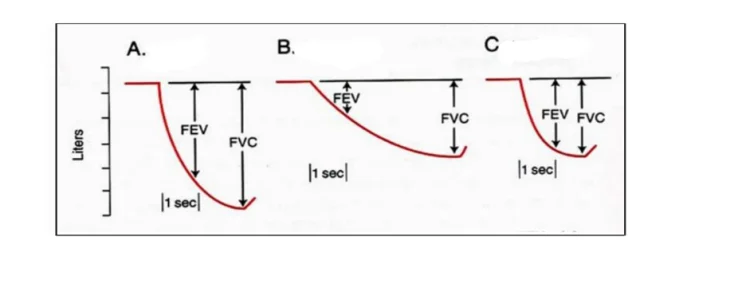 A.
B.
C
Liters
FEV
FVC
|1 sec|
FEV
FVC
|1 sec|
FEV
FVC
|1 sec|